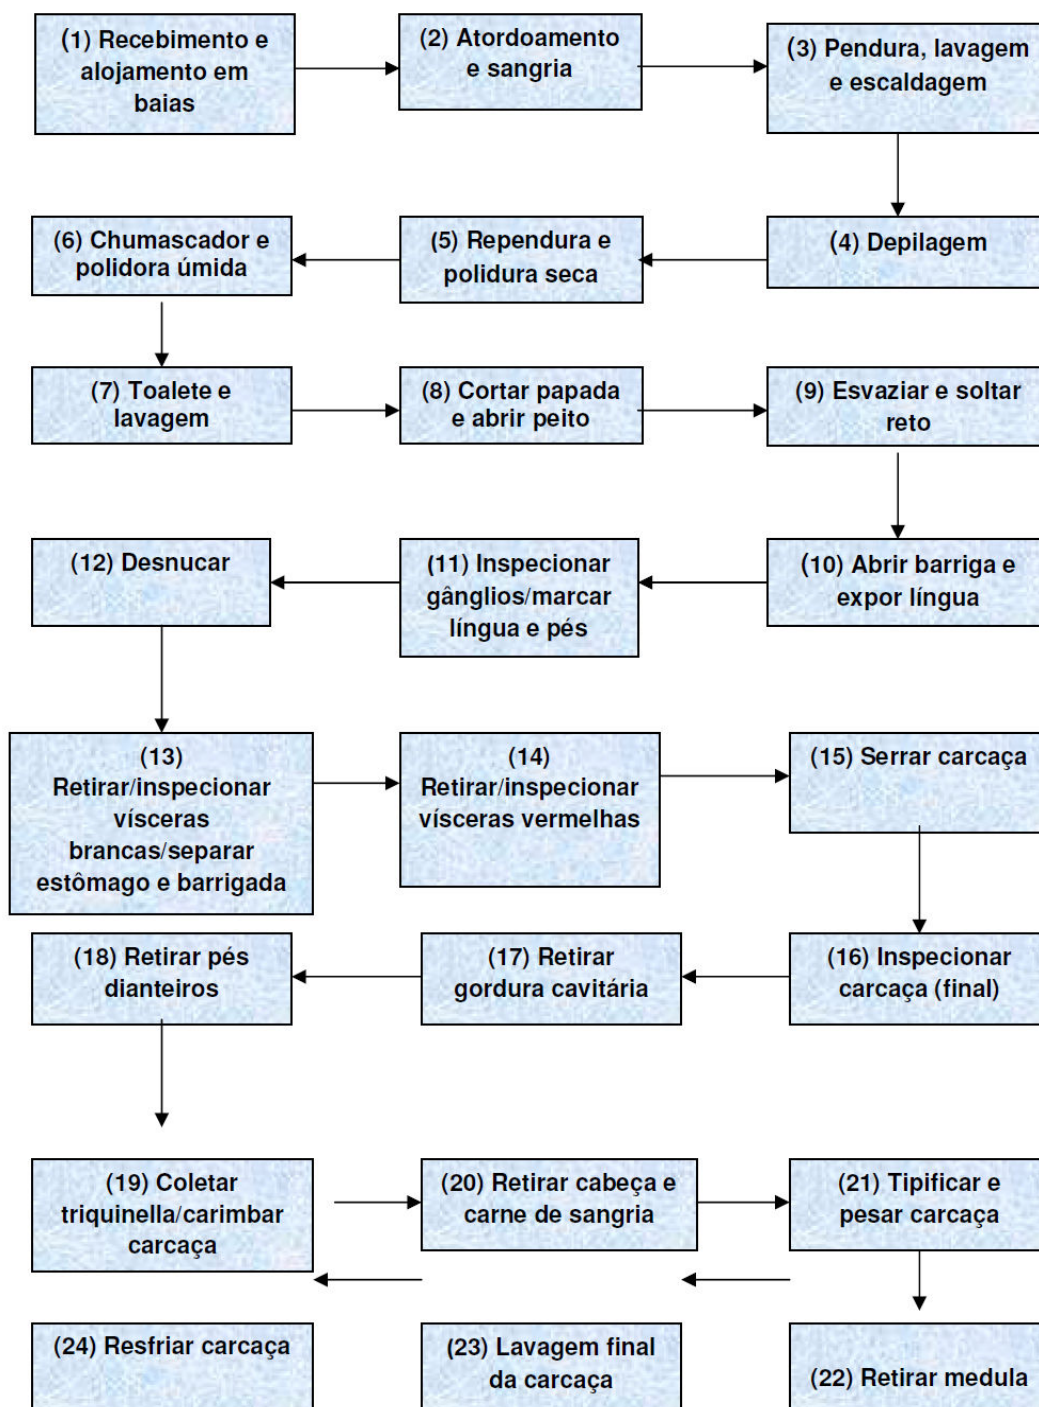 (1) Recebimento e
alojamento em
baias
(2) Atordoamento
e sangria
(3) Pendura, lavagem
e escaldagem
(4) Depilagem
(5) Rependura e
polidura seca
(6) Chumascador e
polidora úmida
(7) Toalete e
lavagem
(8) Cortar papada
e abrir peito
(9) Esvaziar e soltar
reto
(10) Abrir barriga e
expor língua
(11) Inspecionar
gânglios/marcar
língua e pés
(12) Desnucar
(13)
Retirar/inspecionar
vísceras
brancas/separar
estômago e barrigada
(14)
Retirar/inspecionar
vísceras vermelhas
(15) Serrar carcaça
(16) Inspecionar
carcaça (final)
(17) Retirar
gordura cavitária
(18) Retirar pés
dianteiros
(19) Coletar
triquinella/carimbar
carcaça
(20) Retirar cabeça e
carne de sangria
(21) Tipificar e
pesar carcaça
(22) Retirar medula
(23) Lavagem final
da carcaça
(24) Resfriar carcaça